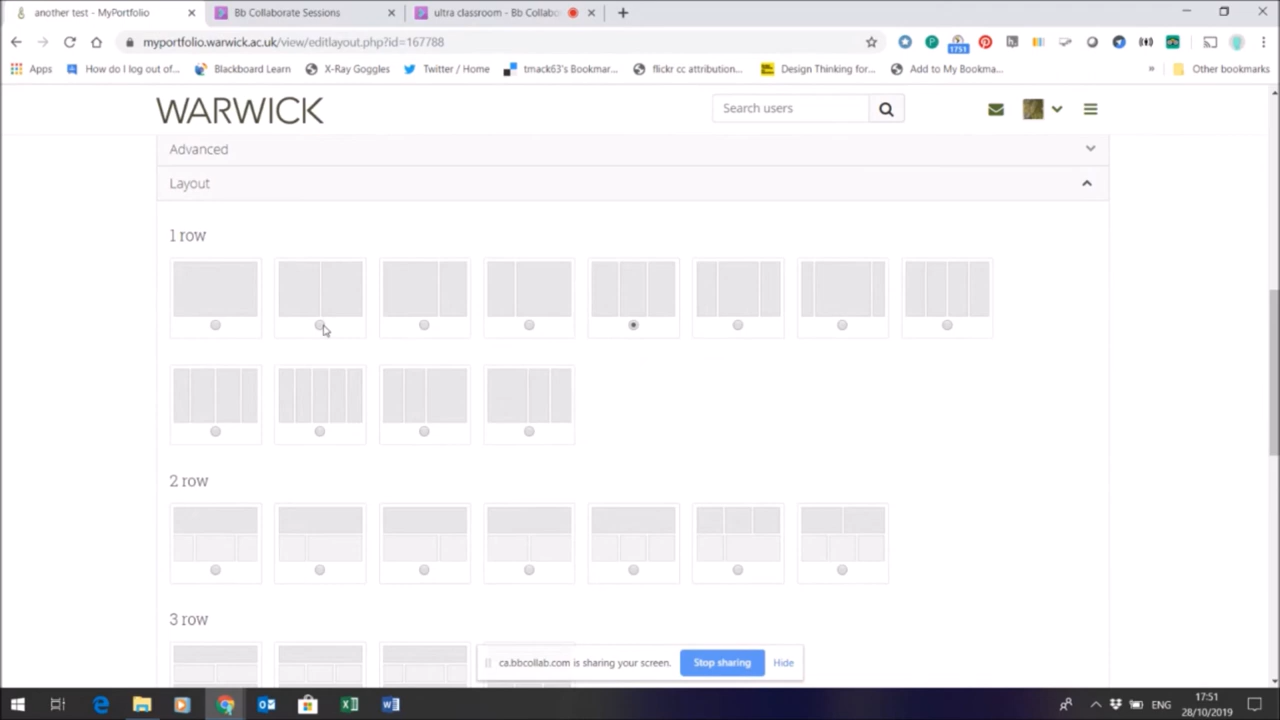 another test - MyPortfolio
Bb Collaborate Sessions
ultra classroom - Bb Collabo
myportfolio.warwick.ac.uk/view/editlayout.php?id=167788
1751
Apps
How do I log out of...
Blackboard Learn
X-Ray Goggles
Twitter / Home
tmack63's Bookmar...
flickr cc attribution...
Design Thinking for...
Add to My Bookma...
» Other bookmarks
WARWICK
Search users
Advanced
Layout
1 row
2 row
3 row
ca.bbcollab.com is sharing your screen.
Stop sharing
Hide
ENG
17:51
28/10/2019